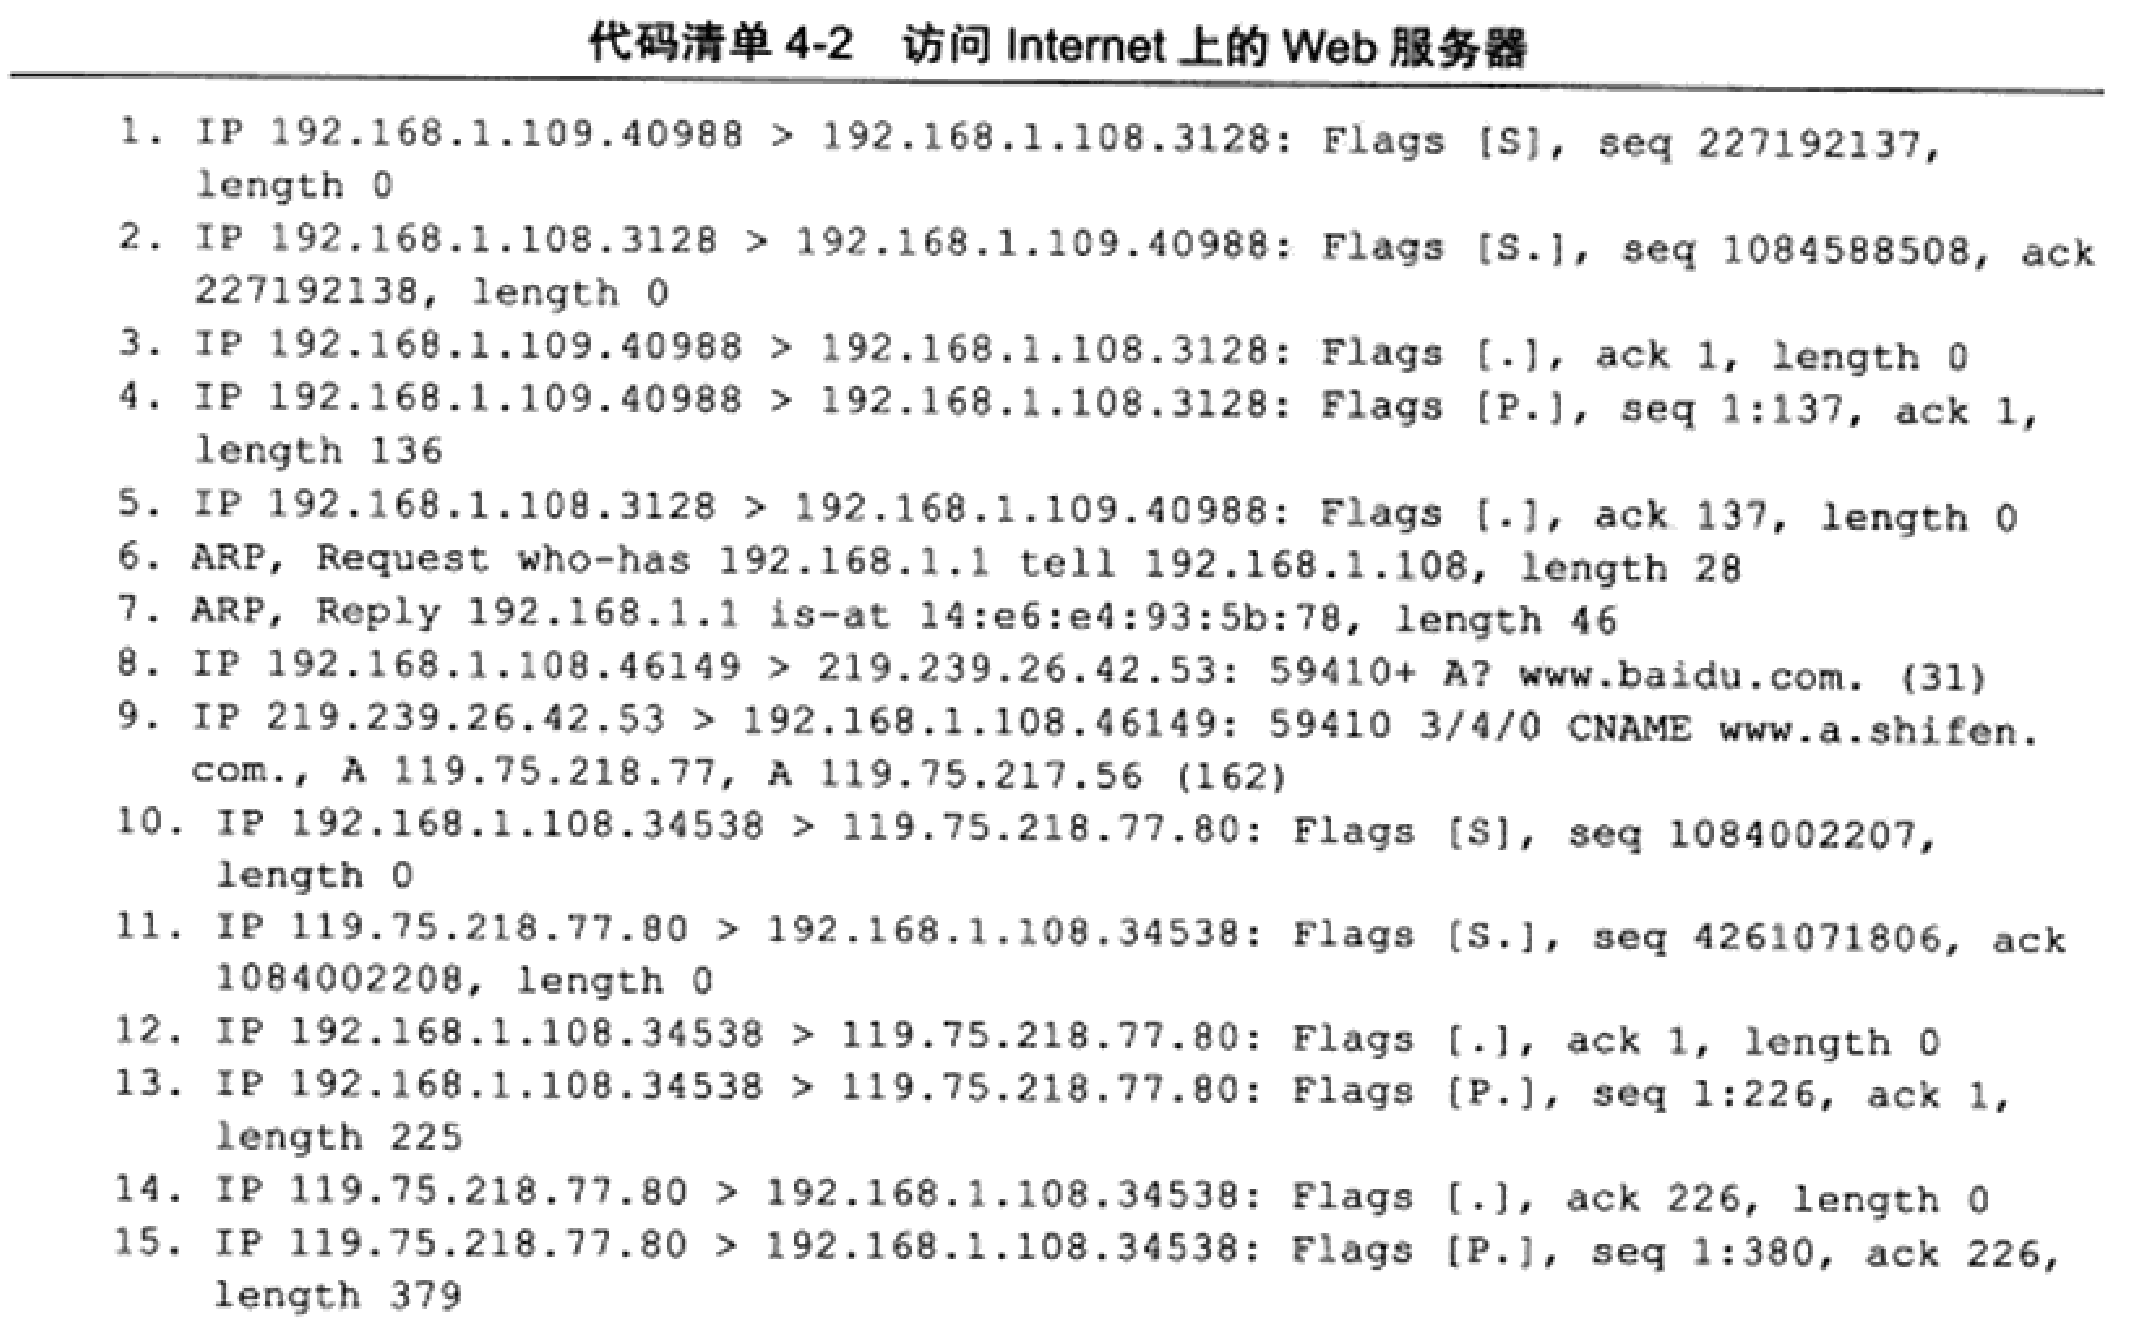 代码清单 4-2 访问 Internet 上的 Web 服务器
1. IP 192.168.1.109.40988 > 192.168.1.108.3128: Flags [S], seq 227192137,
length 0
2. IP 192.168.1.108.3128 > 192.168.1.109.40988: Flags [S.], seq 1084588508, ack
227192138, length 0
3. IP 192.168.1.109.40988 > 192.168.1.108.3128: Flags [.], ack 1, length 0
4. IP 192.168.1.109.40988 > 192.168.1.108.3128: Flags [P.], seq 1:137, ack 1,
length 136
5. IP 192.168.1.108.3128 > 192.168.1.109.40988: Flags [.], ack 137, length 0
6. ARP, Request who-has 192.168.1.1 tell 192.168.1.108, length 28
7. ARP, Reply 192.168.1.1 is-at 14:e6:e4:93:5b:78, length 46
8. IP 192.168.1.108.46149 > 219.239.26.42.53: 59410+ A? www.baidu.com. (31)
9. IP 219.239.26.42.53 > 192.168.1.108.46149: 59410 3/4/0 CNAME www.a.shifen.
com., A 119.75.218.77, A 119.75.217.56 (162)
10. IP 192.168.1.108.34538 > 119.75.218.77.80: Flags [S], seq 1084002207,
length 0
11. IP 119.75.218.77.80 > 192.168.1.108.34538: Flags [S.], seq 4261071806, ack
1084002208, length 0
12. IP 192.168.1.108.34538 > 119.75.218.77.80: Flags [.], ack 1, length 0
13. IP 192.168.1.108.34538 > 119.75.218.77.80: Flags [P.], seq 1:226, ack 1,
length 225
14. IP 119.75.218.77.80 > 192.168.1.108.34538: Flags [.], ack 226, length 0
15. IP 119.75.218.77.80 > 192.168.1.108.34538: Flags [P.], seq 1:380, ack 226,
length 379